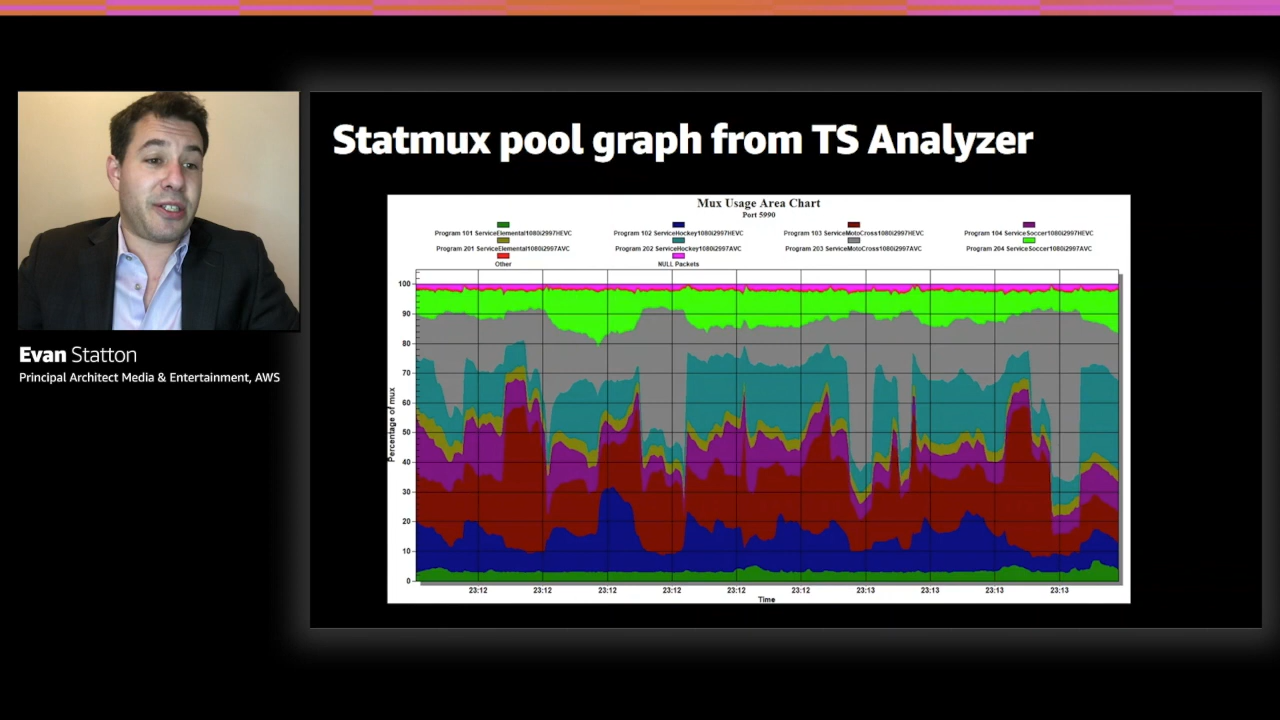 Statmux pool graph from TS Analyzer
Evan Statton
Principal Architect Media & Entertainment, AWS
Mux Usage Area Chart
Port 5990
Program 101 ServiceElemental1080i2997HEVC
Program 102 ServiceHockey1080i2997HEVC
Program 103 ServiceMotoCross1080i2997HEVC
Program 104 ServiceSoccer1080i2997HEVC
Program 201 ServiceElemental1080i2997AVC
Program 202 ServiceHockey1080i2997AVC
Program 203 ServiceMotoCross1080i2997AVC
Program 204 ServiceSoccer1080i2997AVC
Other
NULL Packets
Percentage of mux
100
90
80
70
60
50
40
30
20
10
0
23:12 23:12 23:12 23:12 23:12 23:12 23:13 23:13 23:13 23:13
Time